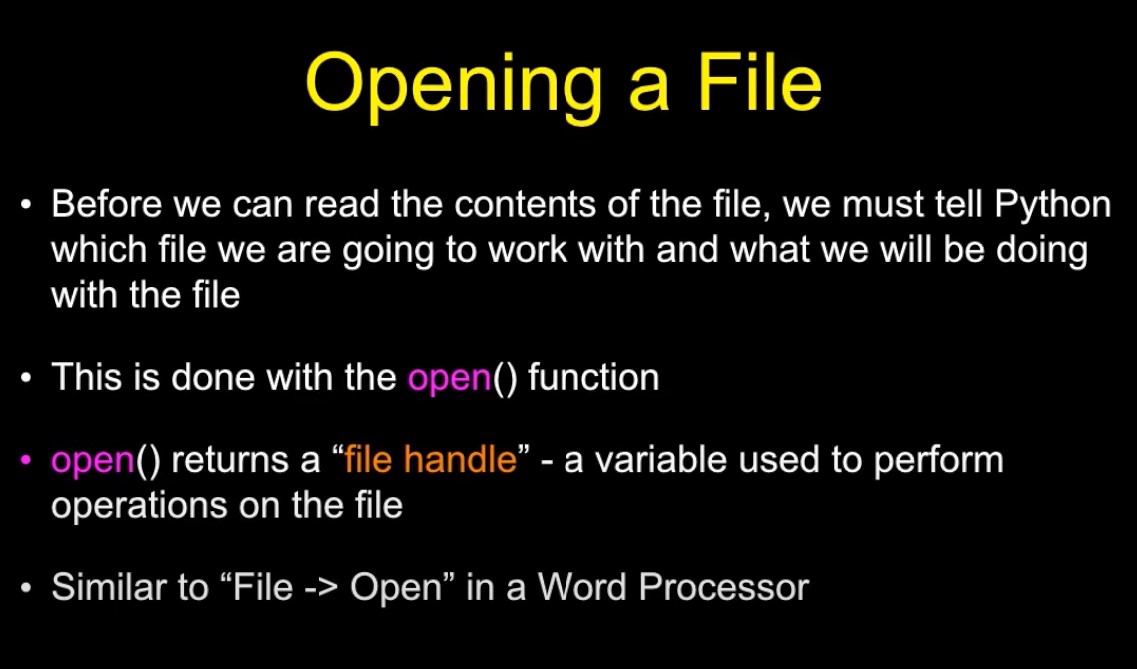 Opening a File
• Before we can read the contents of the file, we must tell Python
which file we are going to work with and what we will be doing
with the file
• This is done with the open() function
• open() returns a “file handle” - a variable used to perform
operations on the file
• Similar to “File -> Open” in a Word Processor